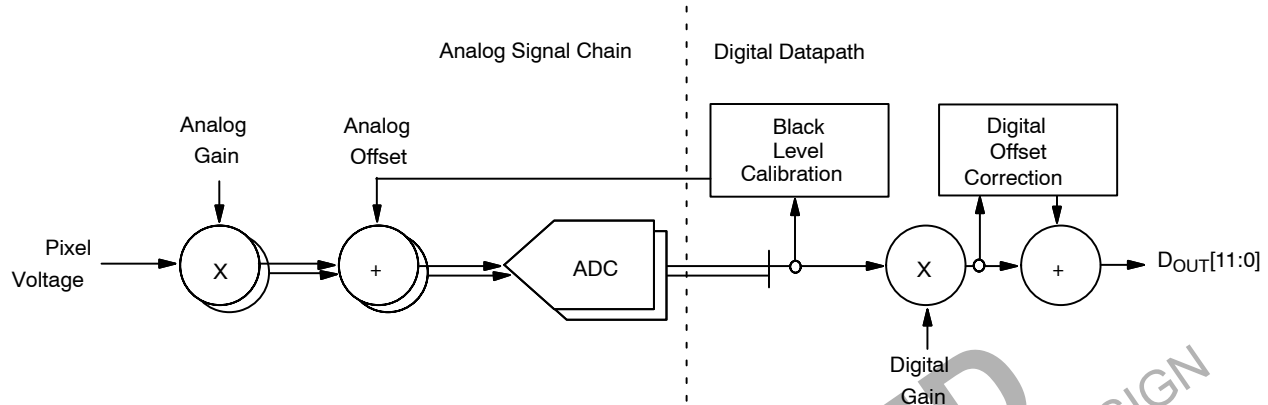 Analog Signal Chain
Digital Datapath
Analog
Gain
Analog
Offset
Black
Level
Calibration
Digital
Offset
Correction
Pixel
Voltage
X
+
ADC
X
+
DOUT[11:0]
Digital
Gain